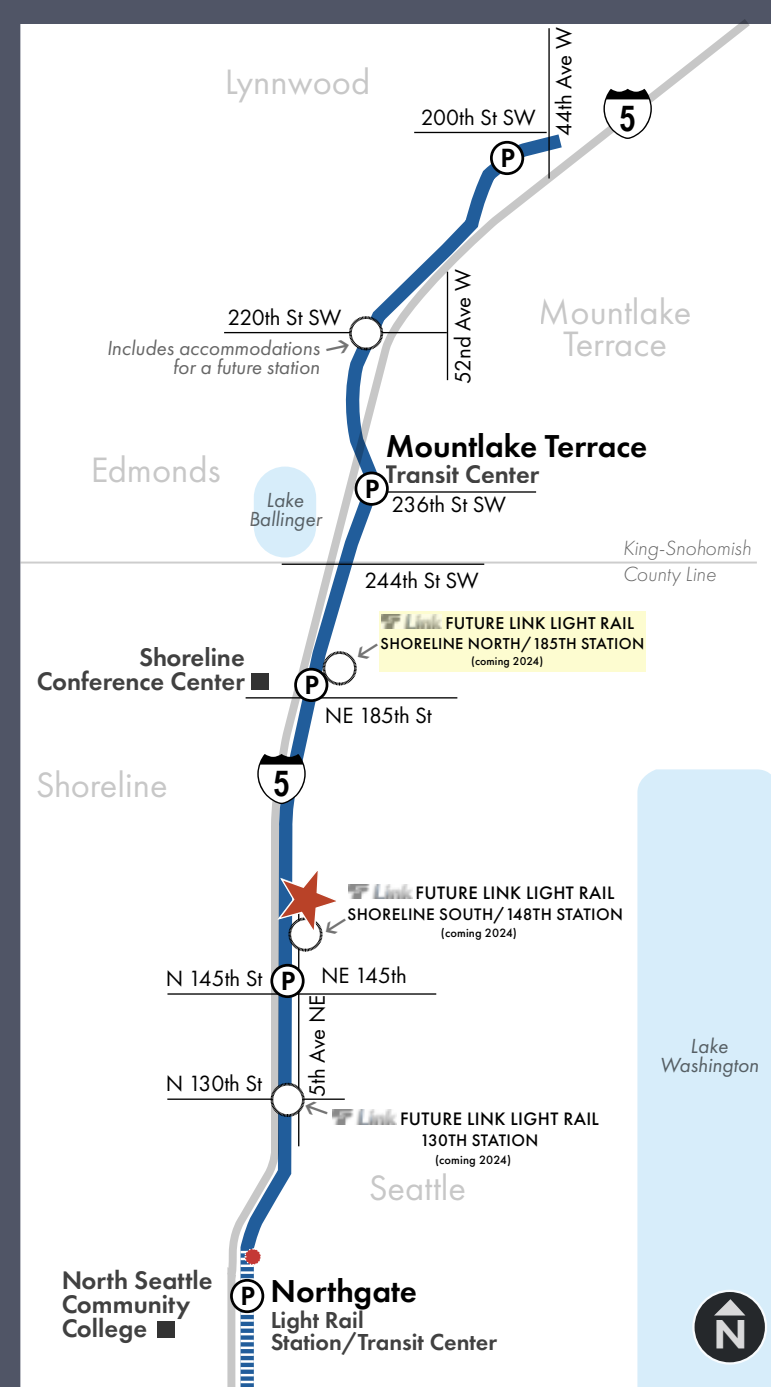 Lynnwood
200th St SW
44th Ave W
5
P
220th St SW
Includes accommodations
for a future station
52nd Ave W
Mountlake
Terrace
Edmonds
Lake
Ballinger
Mountlake Terrace
Transit Center
P
236th St SW
King-Snohomish
County Line
244th St SW
Link FUTURE LINK LIGHT RAIL
SHORELINE NORTH/185TH STATION
(coming 2024)
Shoreline
Conference Center
P
NE 185th St
5
Shoreline
Link FUTURE LINK LIGHT RAIL
SHORELINE SOUTH/148TH STATION
(coming 2024)
N 145th St
P
NE 145th
5th Ave NE
N 130th St
Link FUTURE LINK LIGHT RAIL
130TH STATION
(coming 2024)
Lake
Washington
Seattle
North Seattle
Community
College
P
Northgate
Light Rail
Station/Transit Center
N